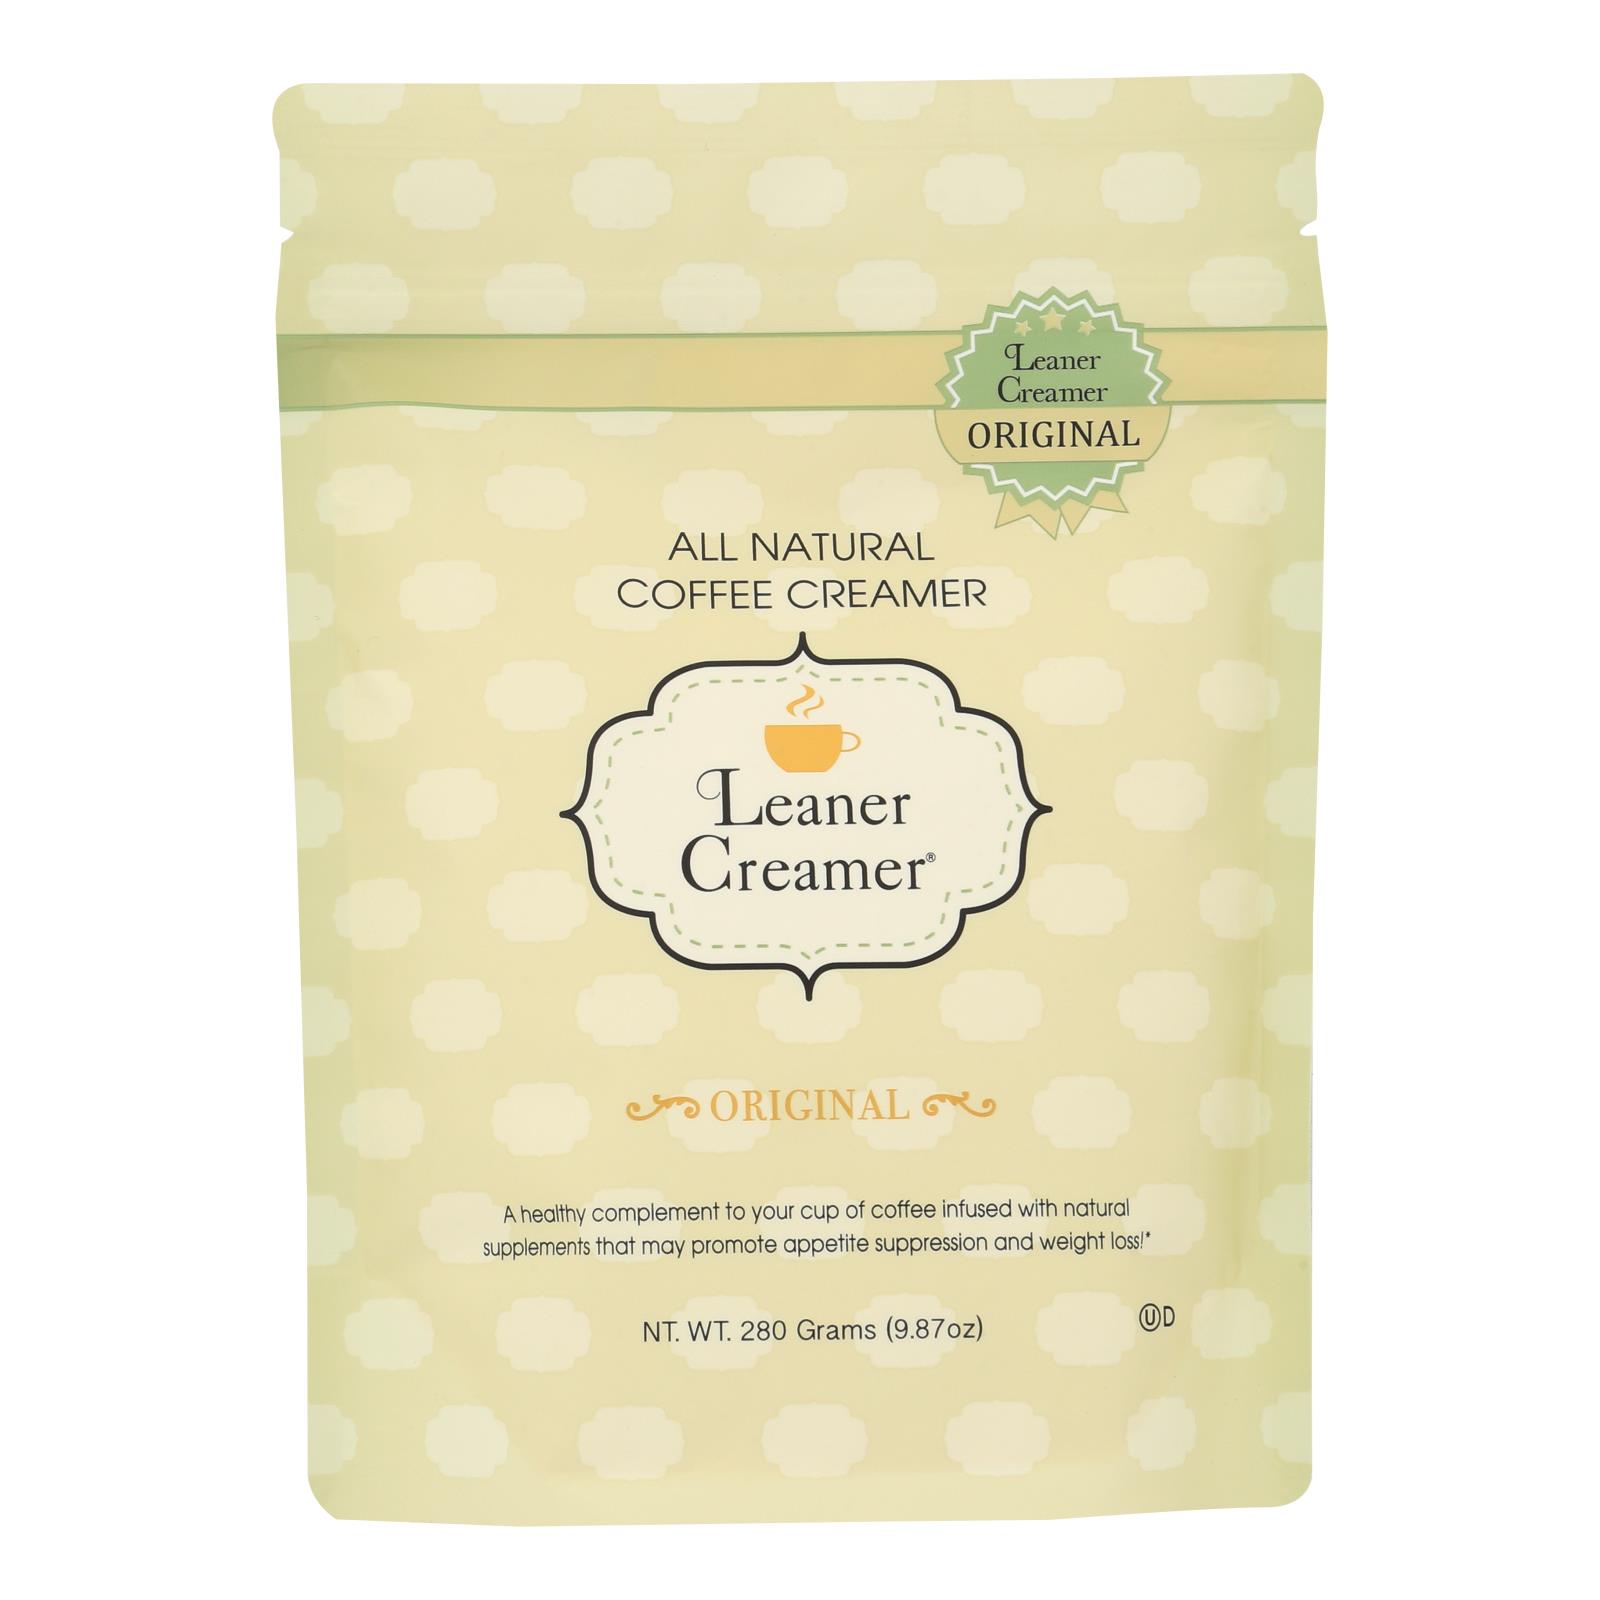 Leaner
Creamer
ORIGINAL
ALL NATURAL
COFFEE CREAMER
Leaner
Creamer®
ORIGINAL
A healthy complement to your cup of coffee infused with natural
supplements that may promote appetite suppression and weight loss!*
NT. WT. 280 Grams (9.87oz)
ⓊD